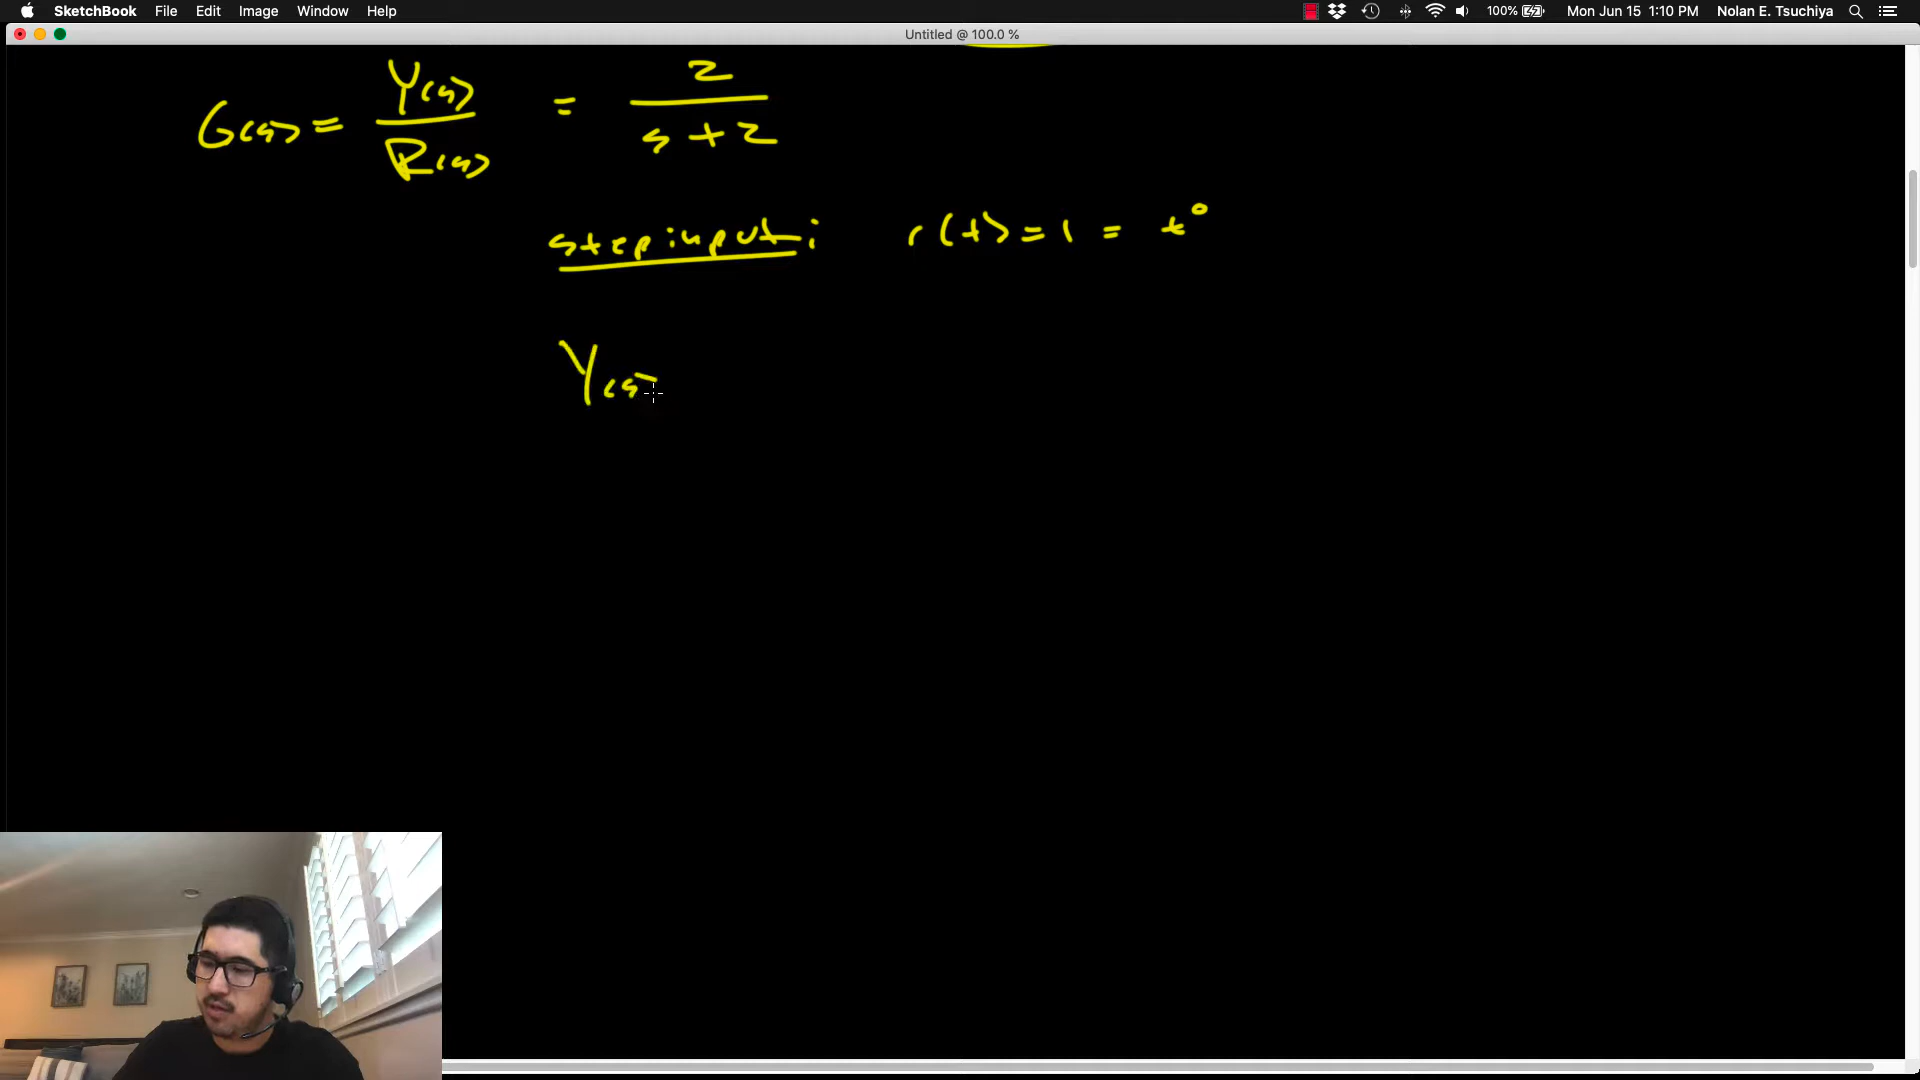 SketchBook File Edit Image Window Help 100% Mon Jun 15 1:10 PM Nolan E. Tsuchiya
Untitled @ 100.0 %
G(s) = Y(s) / R(s) = 2 / s + 2
step input: r(t) = 1 = t⁰
Y(s)